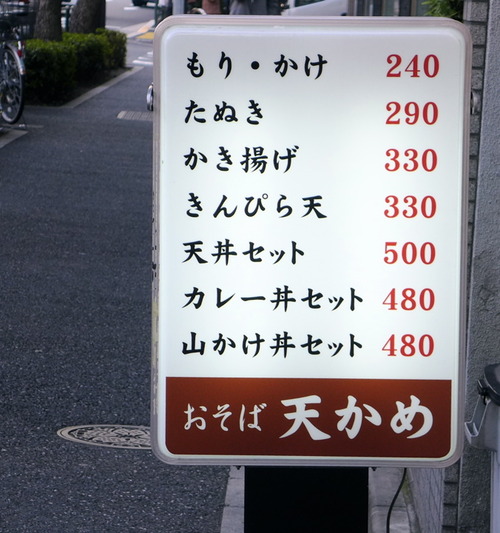 もり・かけ 240
たぬき 290
かき揚げ 330
きんぴら天 330
天丼セット 500
カレー丼セット 480
山かけ丼セット 480
おそば 天かめ